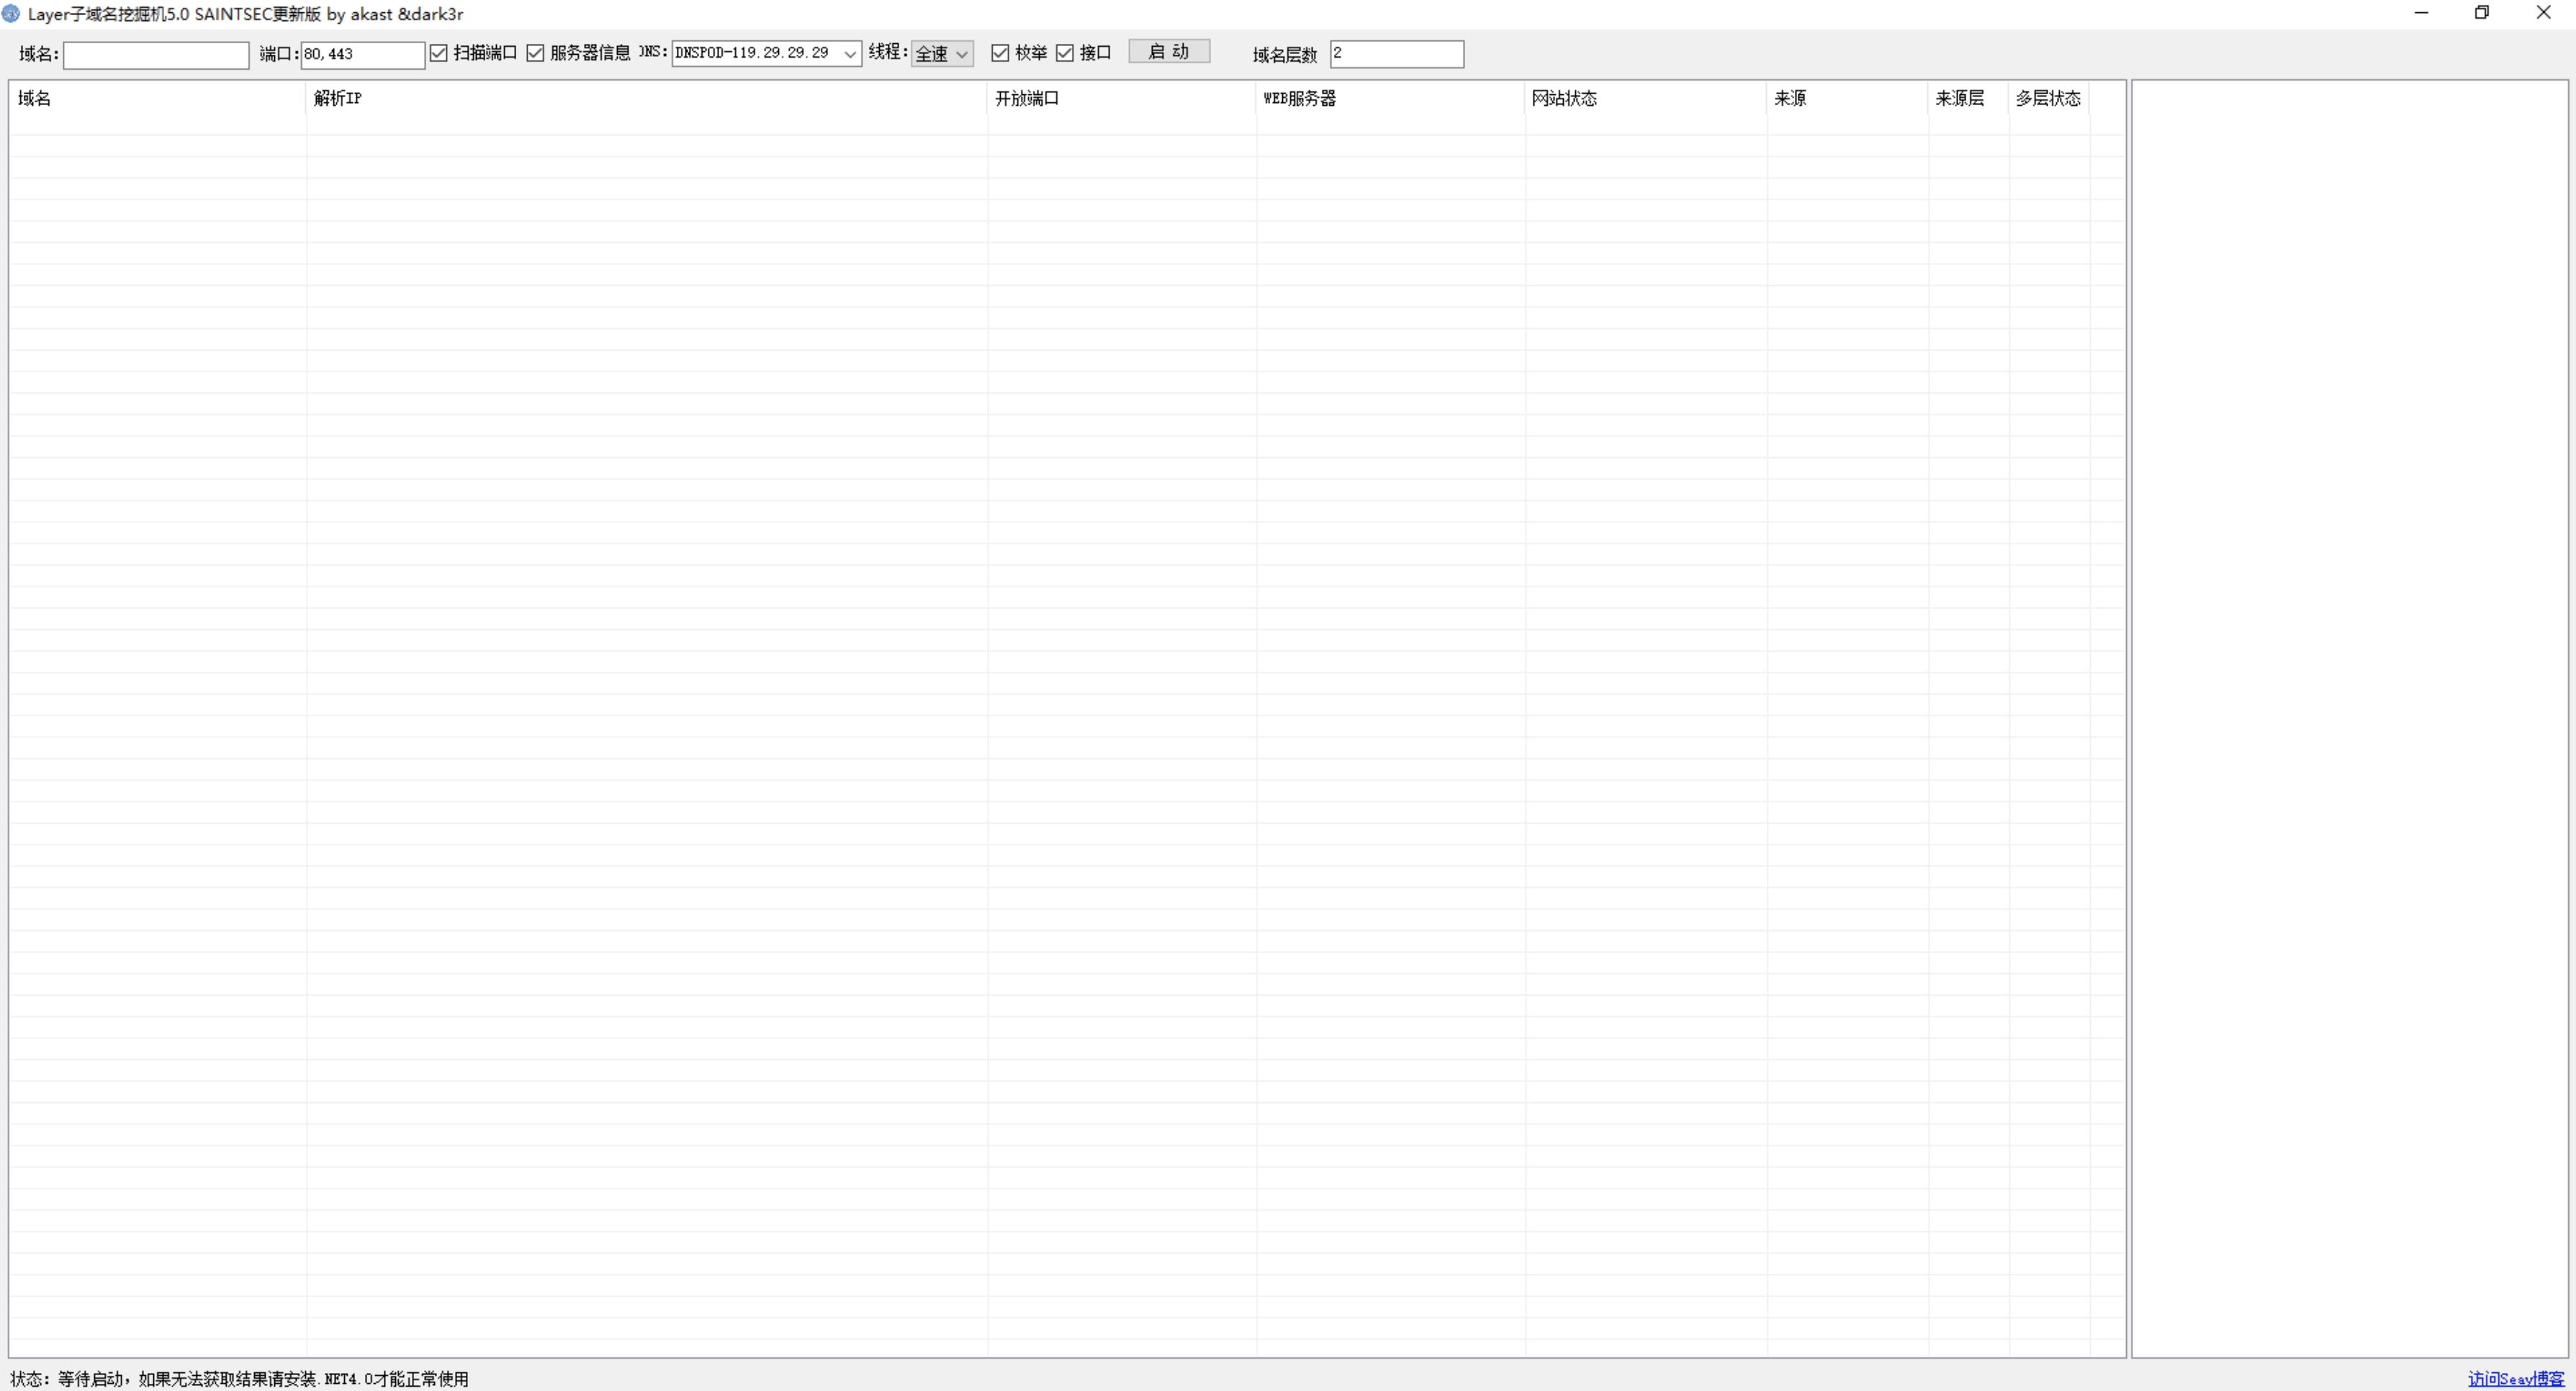 Layer子域名挖掘机5.0 SAINTSEC更新版 by akast &dark3r
域名: 端口: 80,443 扫描端口 服务器信息 NS: DNSPOD-119.29.29.29 线程: 全速 枚举 接口 启 动 域名层数 2
域名 解析IP 开放端口 WEB服务器 网站状态 来源 来源层 多层状态
状态: 等待启动，如果无法获取结果请安装.NET4.0才能正常使用 访问Seay博客